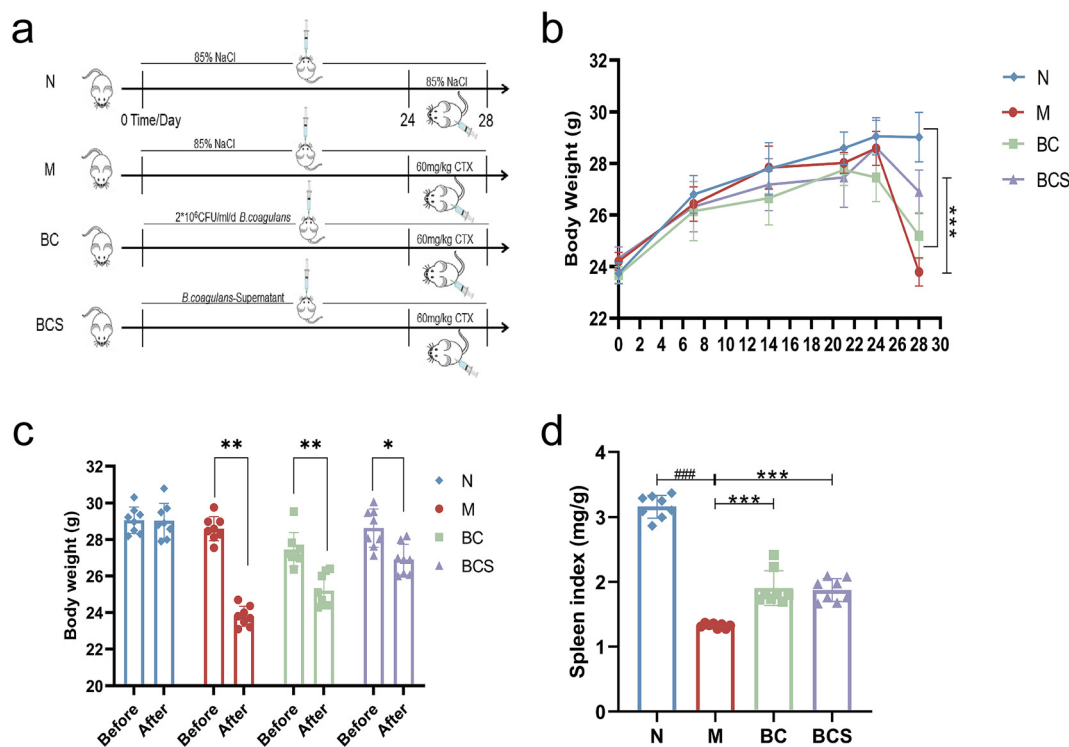 a
N
85% NaCl
85% NaCl
0 Time/Day
24
28
M
85% NaCl
60mg/kg CTX
BC
60mg/kg CTX
BCS
B.coagulans-Supernatant
60mg/kg CTX
b
Body Weight (g)
32
30
28
26
24
22
0 2 4 6 8 10 12 14 16 18 20 22 24 26 28 30
N
M
BC
BCS
***
c
Body weight (g)
32
30
28
26
24
22
20
** ** *
Before After Before After Before After Before After
N
M
BC
BCS
d
Spleen index (mg/g)
4
3
2
1
0
### ***
***
N M BC BCS